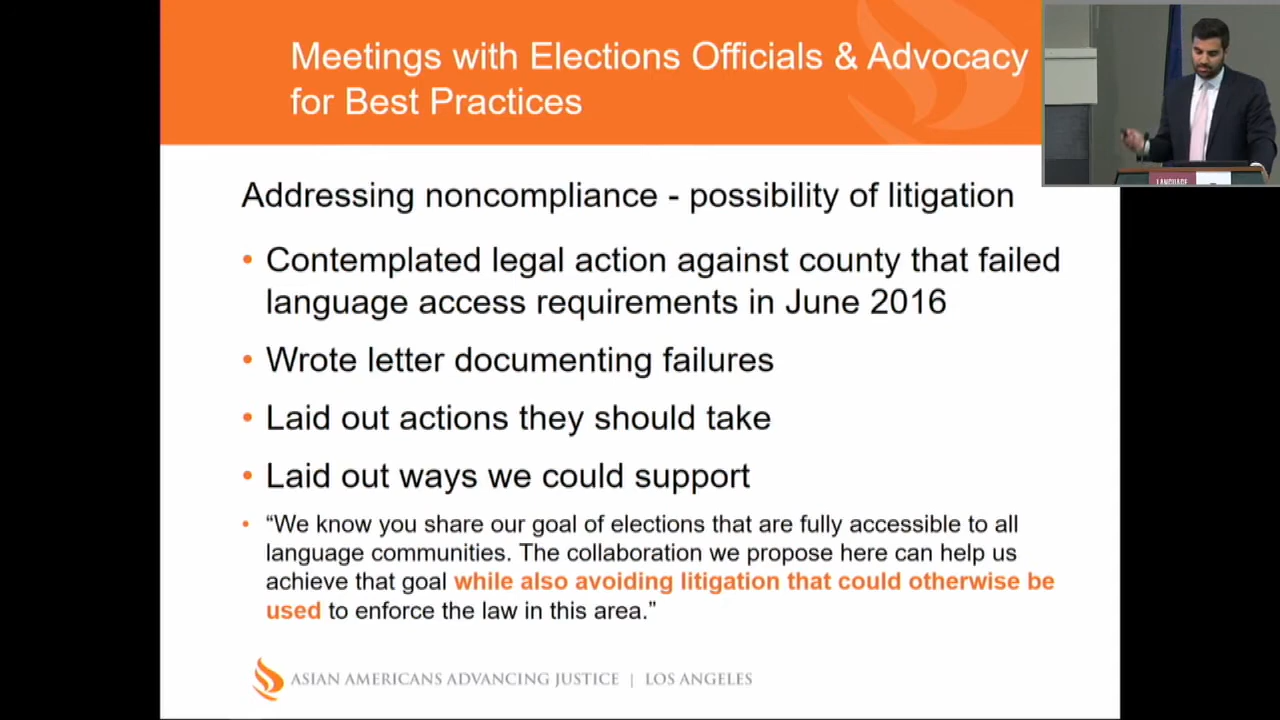 Meetings with Elections Officials & Advocacy
for Best Practices
Addressing noncompliance - possibility of litigation
• Contemplated legal action against county that failed
language access requirements in June 2016
• Wrote letter documenting failures
• Laid out actions they should take
• Laid out ways we could support
• “We know you share our goal of elections that are fully accessible to all
language communities. The collaboration we propose here can help us
achieve that goal while also avoiding litigation that could otherwise be
used to enforce the law in this area.”
ASIAN AMERICANS ADVANCING JUSTICE | LOS ANGELES
LANGUAGE